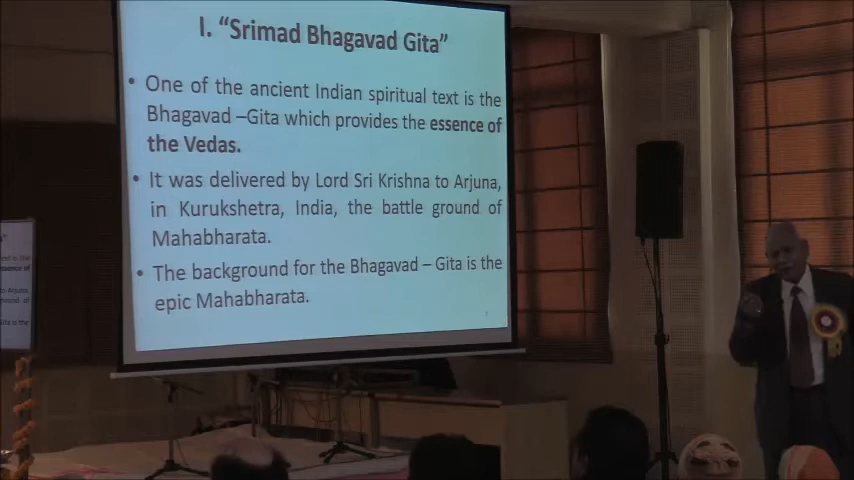 I. “Srimad Bhagavad Gita”
• One of the ancient Indian spiritual text is the
Bhagavad –Gita which provides the essence of
the Vedas.
• It was delivered by Lord Sri Krishna to Arjuna,
in Kurukshetra, India, the battle ground of
Mahabharata.
• The background for the Bhagavad – Gita is the
epic Mahabharata.